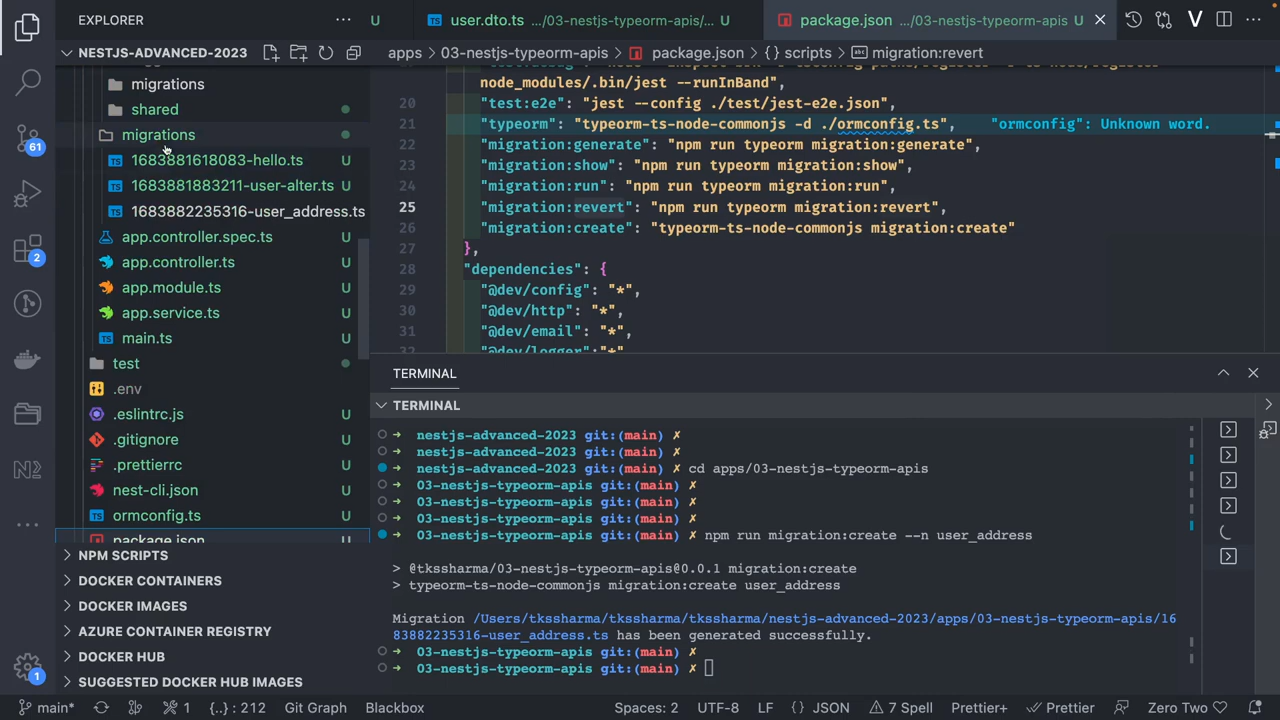 EXPLORER
U
user.dto.ts .../03-nestjs-typeorm-apis/... U
package.json .../03-nestjs-typeorm-apis U
NESTJS-ADVANCED-2023
apps 03-nestjs-typeorm-apis package.json {} scripts migration:revert
migrations
shared
migrations
1683881618083-hello.ts U
1683881883211-user-alter.ts U
1683882235316-user_address.ts
app.controller.spec.ts U
app.controller.ts U
app.module.ts U
app.service.ts U
main.ts U
test
.env
.eslintrc.js U
.gitignore U
.prettierrc U
nest-cli.json U
ormconfig.ts U
package.json U
NPM SCRIPTS
DOCKER CONTAINERS
DOCKER IMAGES
AZURE CONTAINER REGISTRY
DOCKER HUB
SUGGESTED DOCKER HUB IMAGES
61
2
1
node_modules/.bin/jest --runInBand",
20 "test:e2e": "jest --config ./test/jest-e2e.json",
21 "typeorm": "typeorm-ts-node-commonjs -d ./ormconfig.ts", "ormconfig": Unknown word.
22 "migration:generate": "npm run typeorm migration:generate",
23 "migration:show": "npm run typeorm migration:show",
24 "migration:run": "npm run typeorm migration:run",
25 "migration:revert": "npm run typeorm migration:revert",
26 "migration:create": "typeorm-ts-node-commonjs migration:create"
27 },
28 "dependencies": {
29 "@dev/config": "*",
30 "@dev/http": "*",
31 "@dev/email": "*",
32 "@dev/logger":"*"
TERMINAL
TERMINAL
→ nestjs-advanced-2023 git:(main) ✗
→ nestjs-advanced-2023 git:(main) ✗
→ nestjs-advanced-2023 git:(main) ✗ cd apps/03-nestjs-typeorm-apis
→ 03-nestjs-typeorm-apis git:(main) ✗
→ 03-nestjs-typeorm-apis git:(main) ✗
→ 03-nestjs-typeorm-apis git:(main) ✗
→ 03-nestjs-typeorm-apis git:(main) ✗ npm run migration:create --n user_address
> @tkssharma/03-nestjs-typeorm-apis@0.0.1 migration:create
> typeorm-ts-node-commonjs migration:create user_address
Migration /Users/tkssharma/tkssharma/nestjs-advanced-2023/apps/03-nestjs-typeorm-apis/16
83882235316-user_address.ts has been generated successfully.
→ 03-nestjs-typeorm-apis git:(main) ✗
→ 03-nestjs-typeorm-apis git:(main) ✗
main* 1 {..} : 212 Git Graph Blackbox Spaces: 2 UTF-8 LF {} JSON 7 Spell Prettier+ Prettier Zero Two